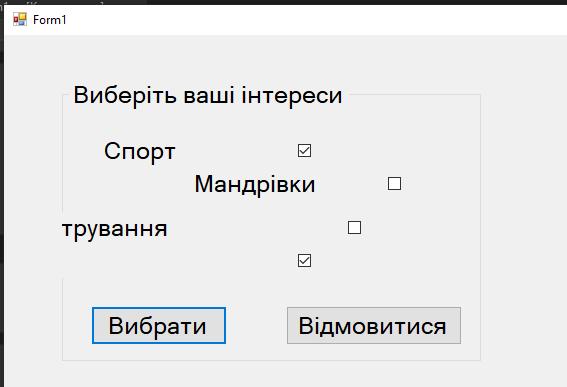 Form1
Виберіть ваші інтереси
Спорт
Мандрівки
трування
Вибрати
Відмовитися